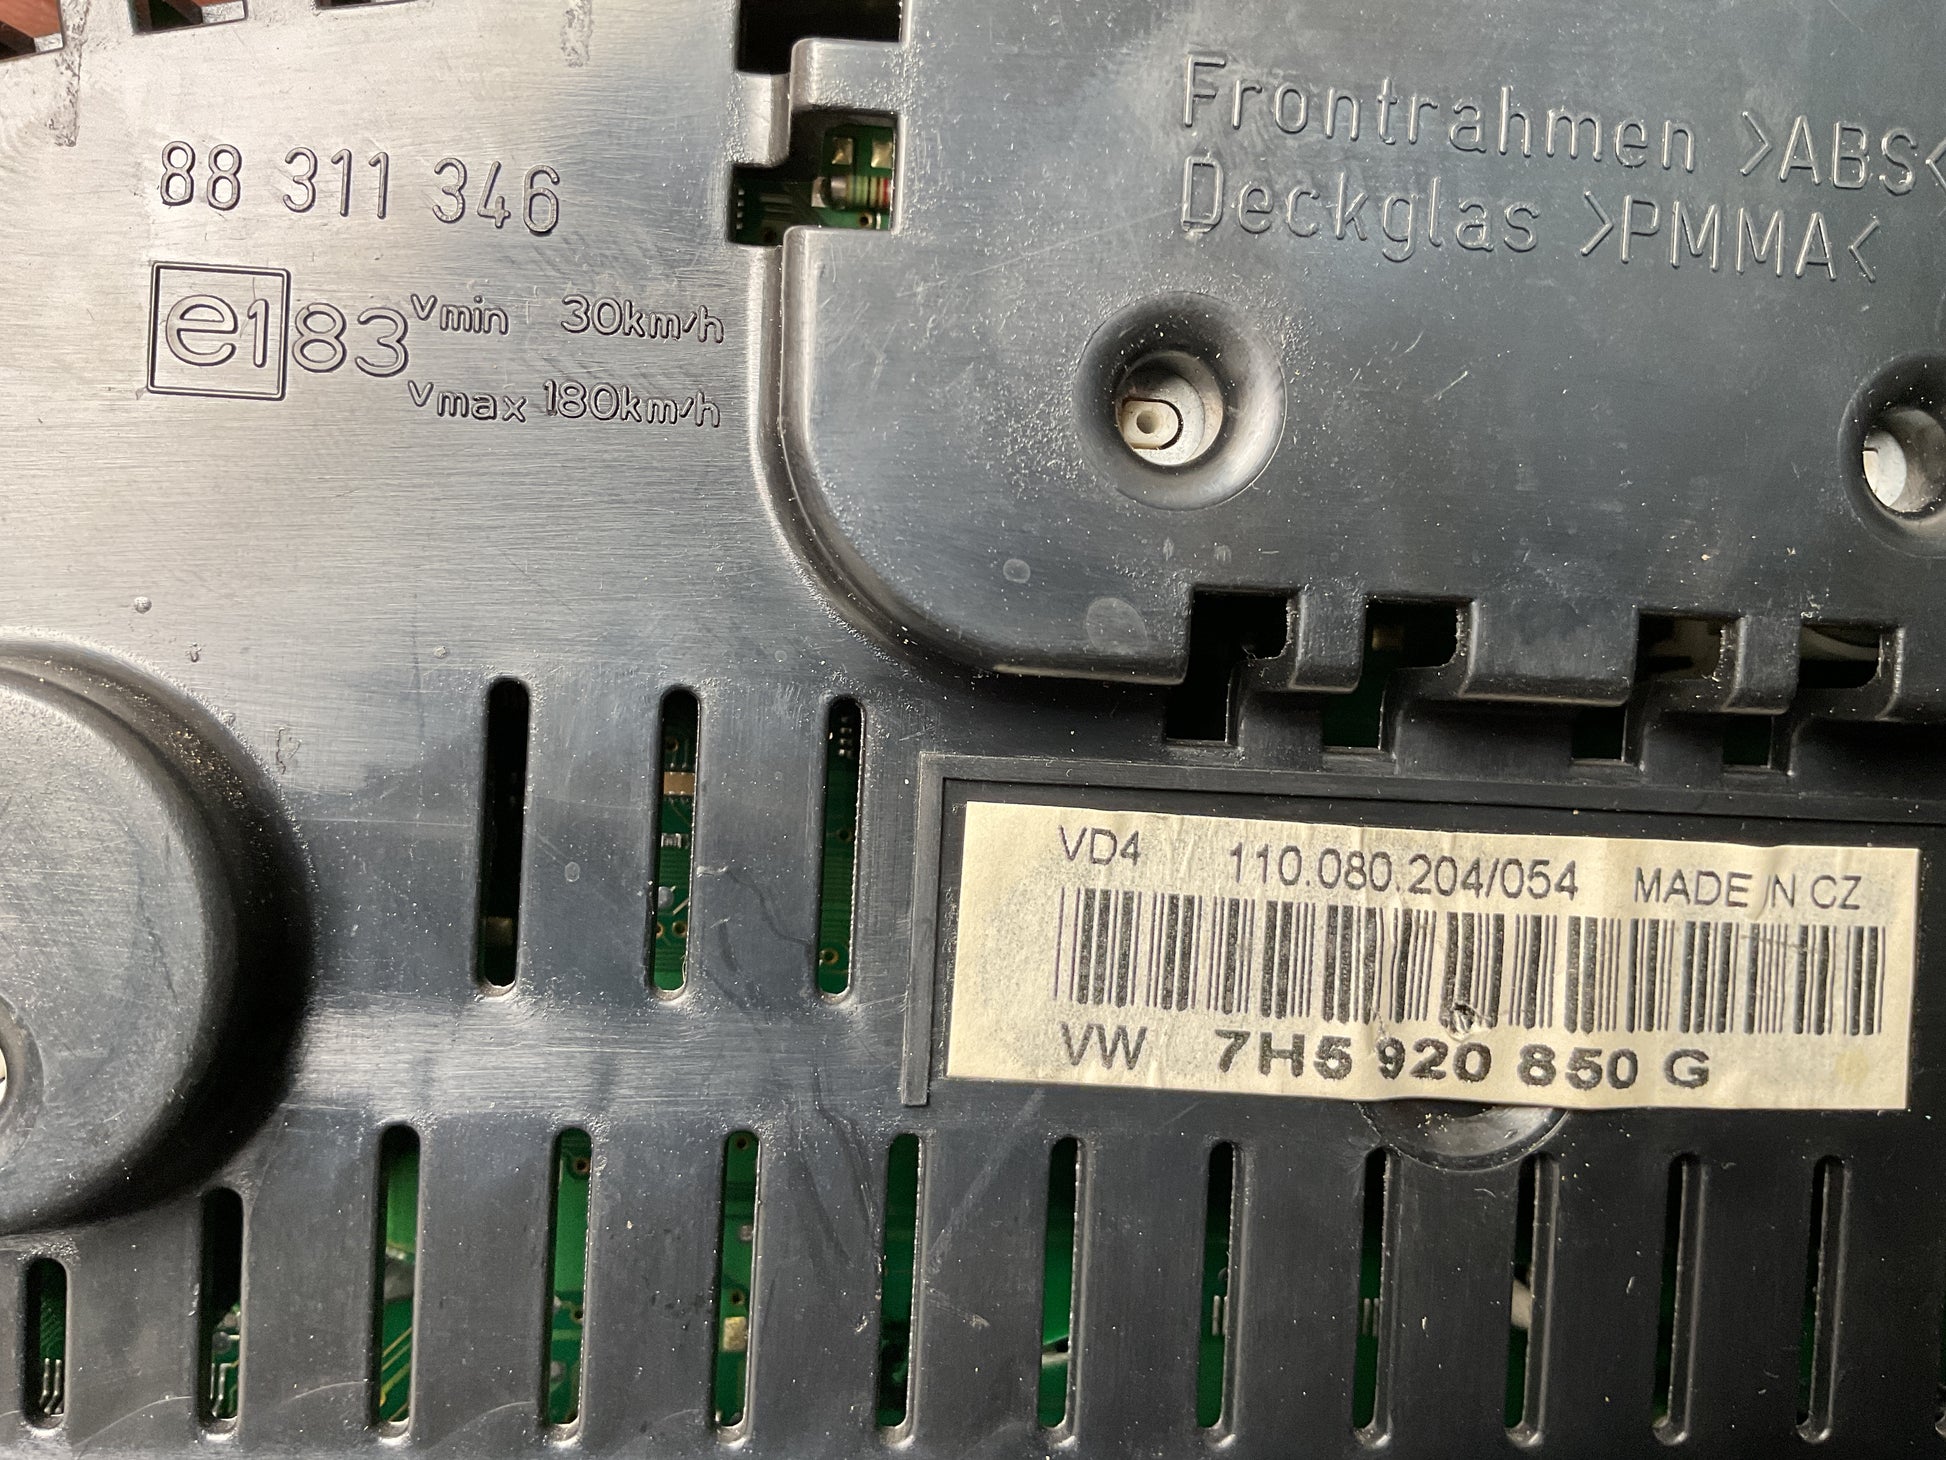 88 311 346
e1 83 vmin 30km/h
vmax 180km/h
Frontrahmen >ABS<
Deckglas >PMMA<
VD4 110.080.204/054 MADE IN CZ
VW 7H5 920 850 G